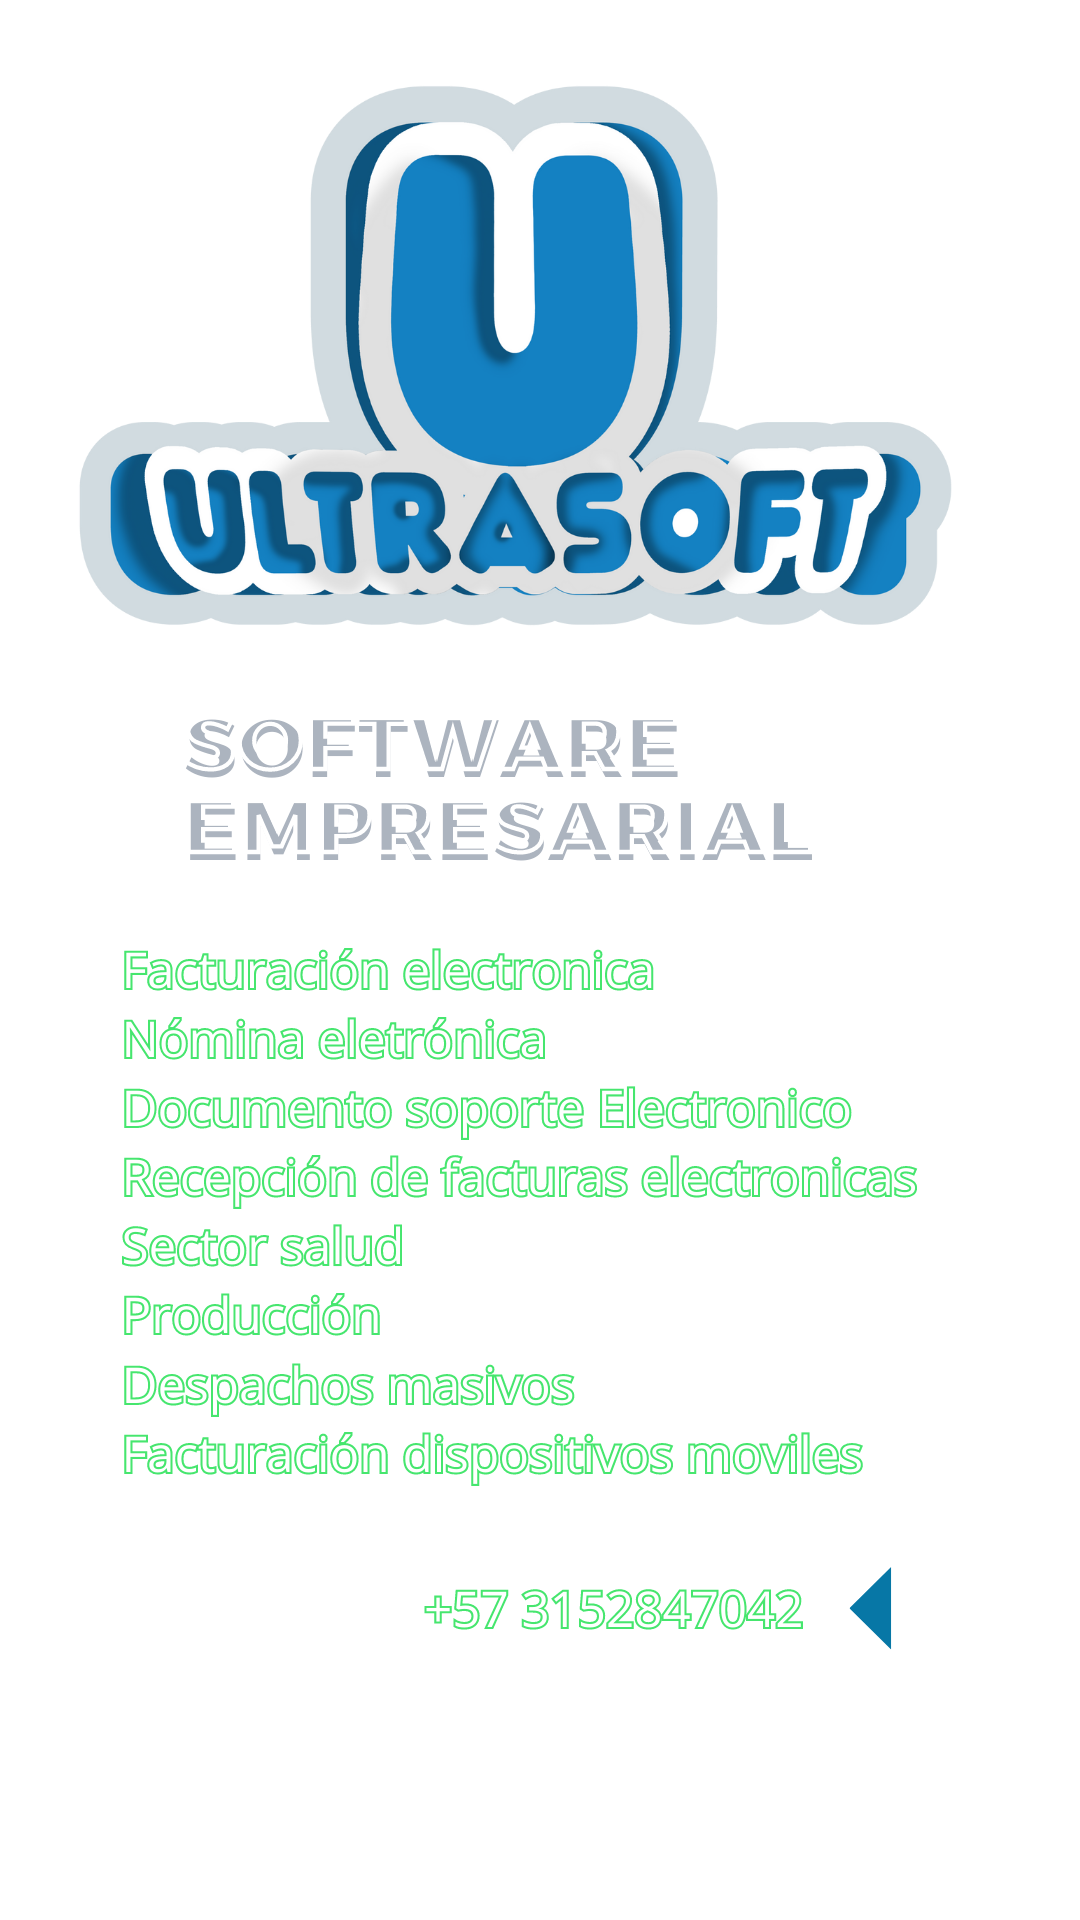 U
ULTRASOFT
SOFTWARE
EMPRESARIAL
Facturación electronica
Nómina eletrónica
Documento soporte Electronico
Recepción de facturas electronicas
Sector salud
Producción
Despachos masivos
Facturación dispositivos moviles
+57 3152847042